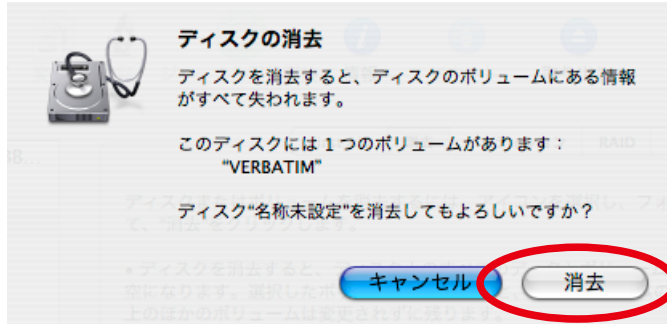 ディスクの消去
ディスクを消去すると、ディスクのボリュームにある情報
がすべて失われます。
このディスクには 1 つのボリュームがあります：
"VERBATIM"
ディスク"名称未設定"を消去してもよろしいですか？
キャンセル
消去
RAID